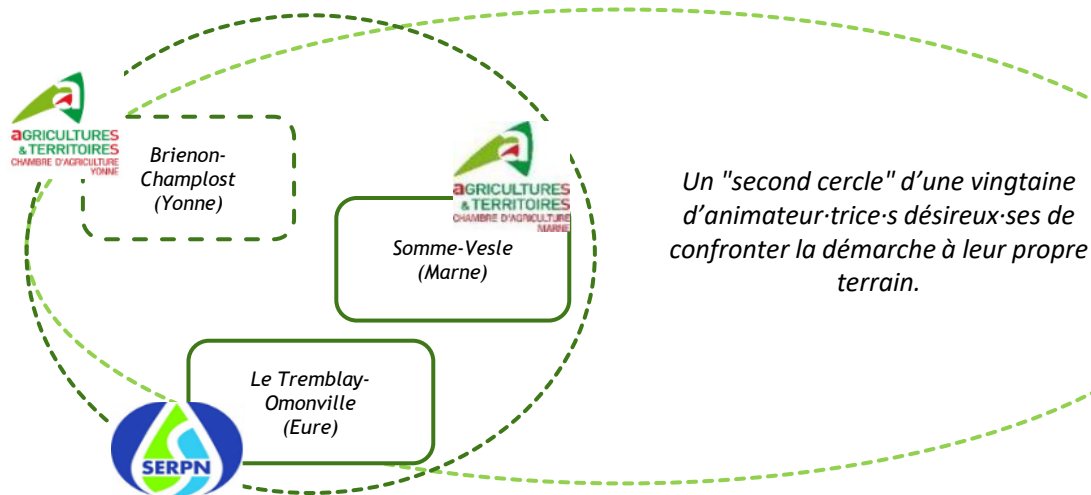 aGRICULTURES
& TERRITOIRES
CHAMBRE D'AGRICULTURE
YONNE
Brienon-
Champlost
(Yonne)
aGRICULTURES
& TERRITOIRES
CHAMBRE D'AGRICULTURE
MARNE
Somme-Vesle
(Marne)
Le Tremblay-
Omonville
(Eure)
SERPN
Un "second cercle" d’une vingtaine
d’animateur·trice·s désireux·ses de
confronter la démarche à leur propre
terrain.